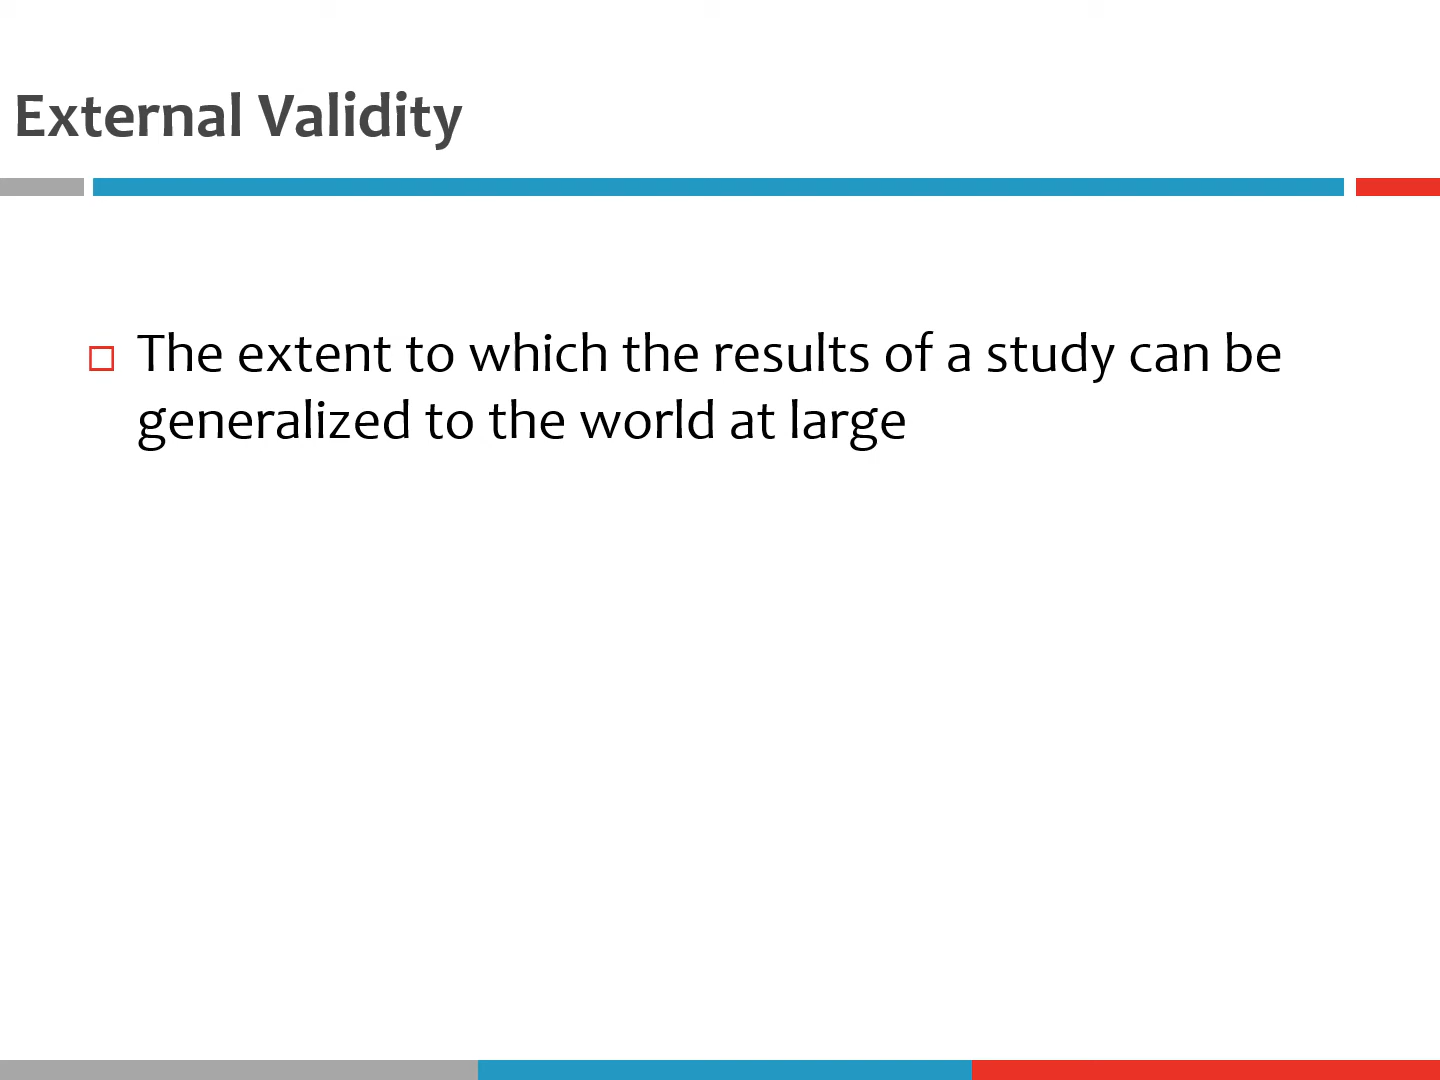 External Validity
The extent to which the results of a study can be
generalized to the world at large